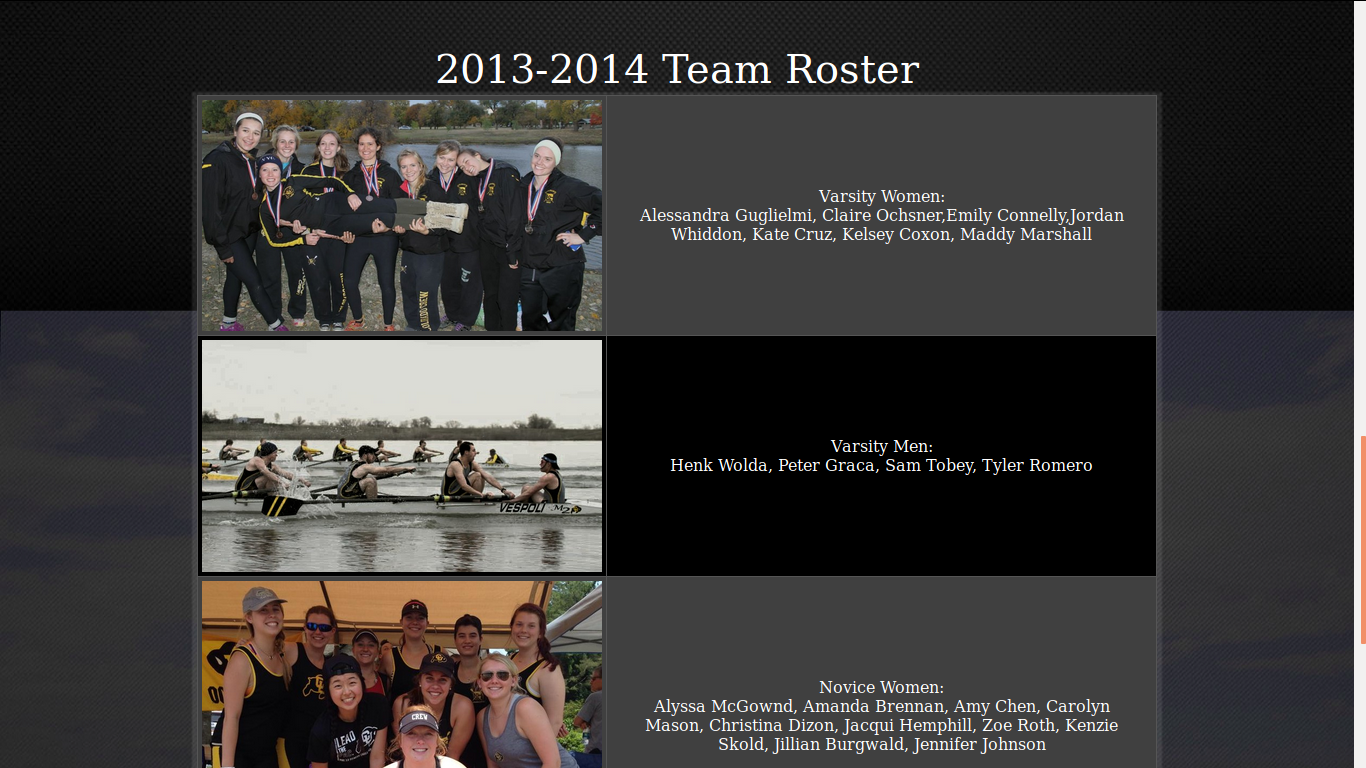 2013-2014 Team Roster
Varsity Women:
Alessandra Guglielmi, Claire Ochsner,Emily Connelly,Jordan
Whiddon, Kate Cruz, Kelsey Coxon, Maddy Marshall
VESPOLI
Varsity Men:
Henk Wolda, Peter Graca, Sam Tobey, Tyler Romero
CREW
LEAD
THE
Novice Women:
Alyssa McGownd, Amanda Brennan, Amy Chen, Carolyn
Mason, Christina Dizon, Jacqui Hemphill, Zoe Roth, Kenzie
Skold, Jillian Burgwald, Jennifer Johnson